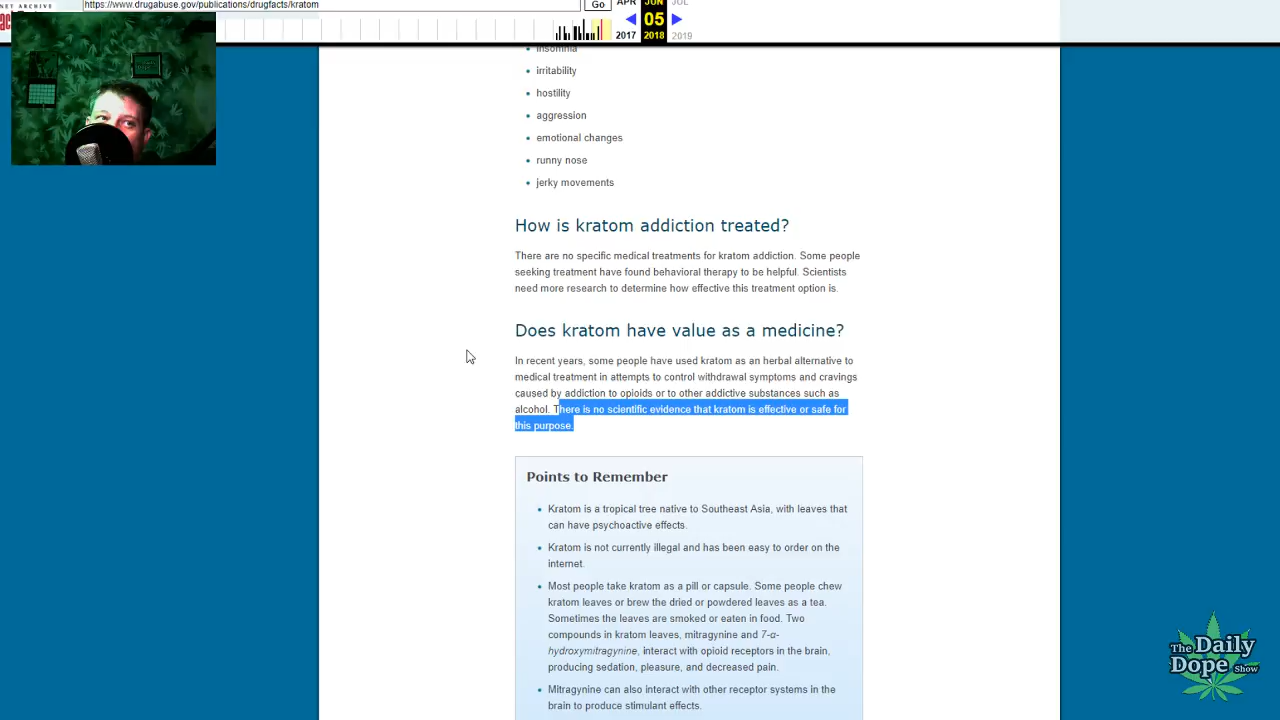 NET ARCHIVE
https://www.drugabuse.gov/publications/drugfacts/kratom
Go
APR
JUN
JUL
05
2017
2018
2019
insomnia
irritability
hostility
aggression
emotional changes
runny nose
jerky movements
How is kratom addiction treated?
There are no specific medical treatments for kratom addiction. Some people
seeking treatment have found behavioral therapy to be helpful. Scientists
need more research to determine how effective this treatment option is.
Does kratom have value as a medicine?
In recent years, some people have used kratom as an herbal alternative to
medical treatment in attempts to control withdrawal symptoms and cravings
caused by addiction to opioids or to other addictive substances such as
alcohol. There is no scientific evidence that kratom is effective or safe for
this purpose.
Points to Remember
Kratom is a tropical tree native to Southeast Asia, with leaves that
can have psychoactive effects.
Kratom is not currently illegal and has been easy to order on the
internet.
Most people take kratom as a pill or capsule. Some people chew
kratom leaves or brew the dried or powdered leaves as a tea.
Sometimes the leaves are smoked or eaten in food. Two
compounds in kratom leaves, mitragynine and 7-α-
hydroxymitragynine, interact with opioid receptors in the brain,
producing sedation, pleasure, and decreased pain.
Mitragynine can also interact with other receptor systems in the
brain to produce stimulant effects.
The Daily
Dope Show